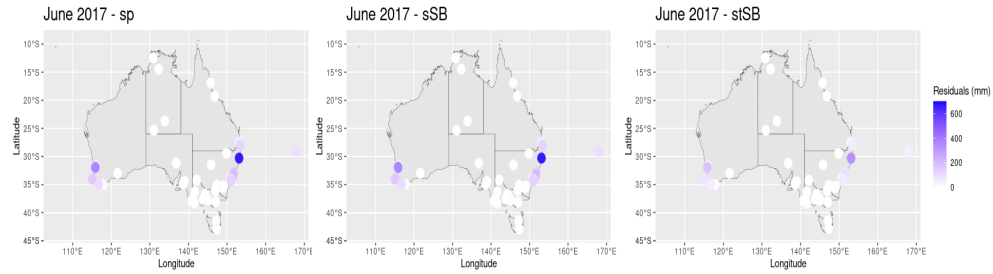 June 2017 - sp
June 2017 - sSB
June 2017 - stSB
10°S
15°S
20°S
25°S
30°S
35°S
40°S
45°S
Latitude
110°E 120°E 130°E 140°E 150°E 160°E 170°E
Longitude
10°S
15°S
20°S
25°S
30°S
35°S
40°S
45°S
Latitude
110°E 120°E 130°E 140°E 150°E 160°E 170°E
Longitude
10°S
15°S
20°S
25°S
30°S
35°S
40°S
45°S
Latitude
110°E 120°E 130°E 140°E 150°E 160°E 170°E
Longitude
Residuals (mm)
600
400
200
0